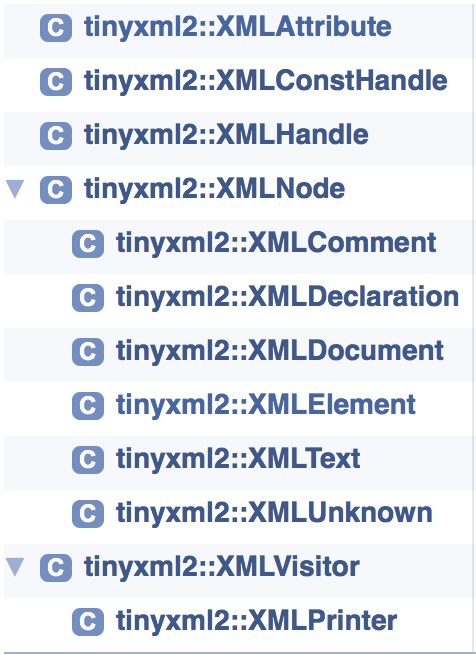 C tinyxml2::XMLAttribute
C tinyxml2::XMLConstHandle
C tinyxml2::XMLHandle
▼ C tinyxml2::XMLNode
C tinyxml2::XMLComment
C tinyxml2::XMLDeclaration
C tinyxml2::XMLDocument
C tinyxml2::XMLElement
C tinyxml2::XMLText
C tinyxml2::XMLUnknown
▼ C tinyxml2::XMLVisitor
C tinyxml2::XMLPrinter